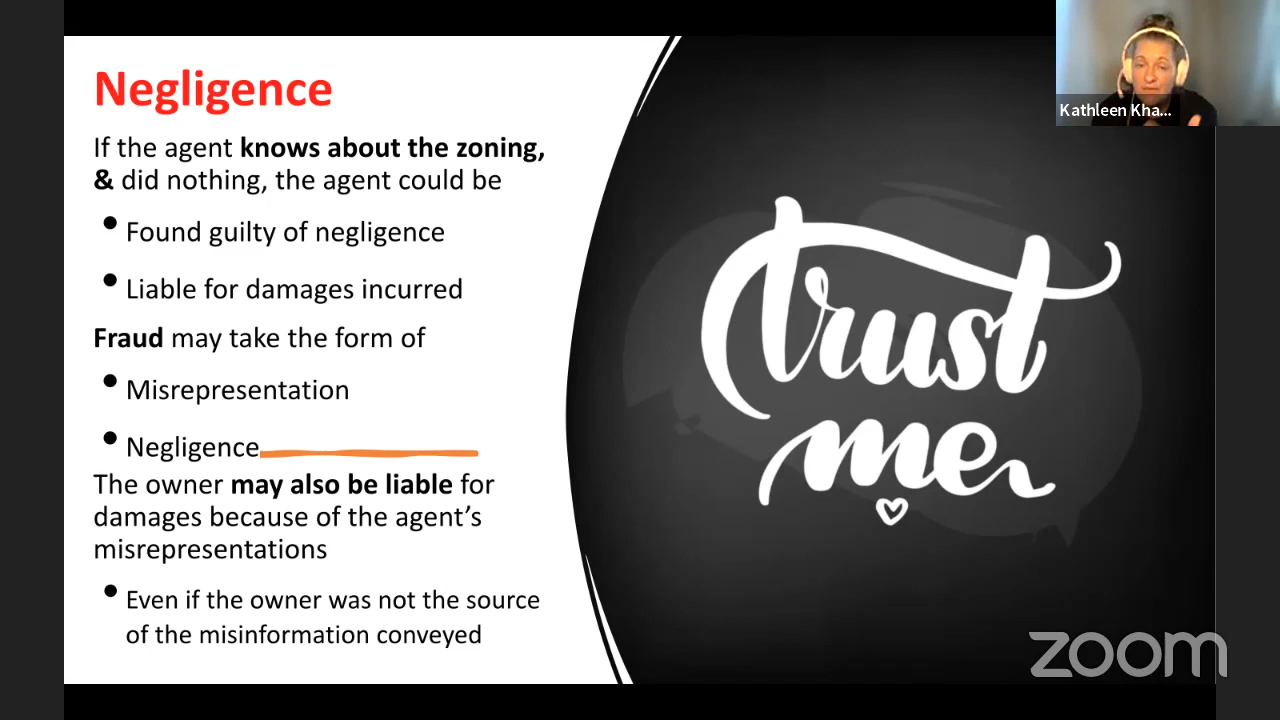 Negligence
If the agent knows about the zoning,
& did nothing, the agent could be
• Found guilty of negligence
• Liable for damages incurred
Fraud may take the form of
• Misrepresentation
• Negligence
The owner may also be liable for
damages because of the agent's
misrepresentations
• Even if the owner was not the source
of the misinformation conveyed
trust
me
Kathleen Kha...
zoom